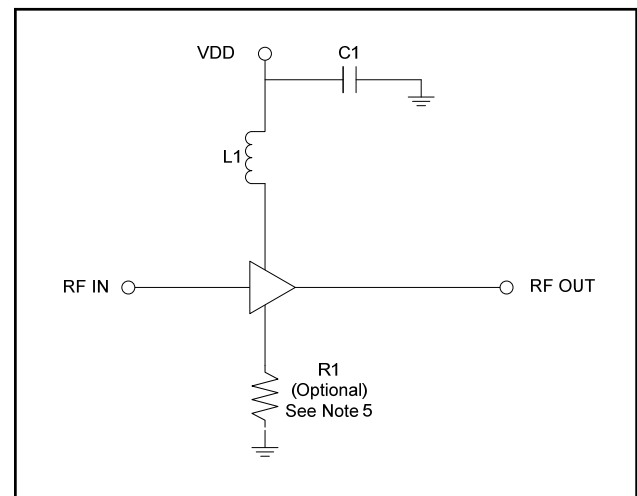 VDD
C1
L1
RF IN
RF OUT
R1
(Optional)
See Note 5